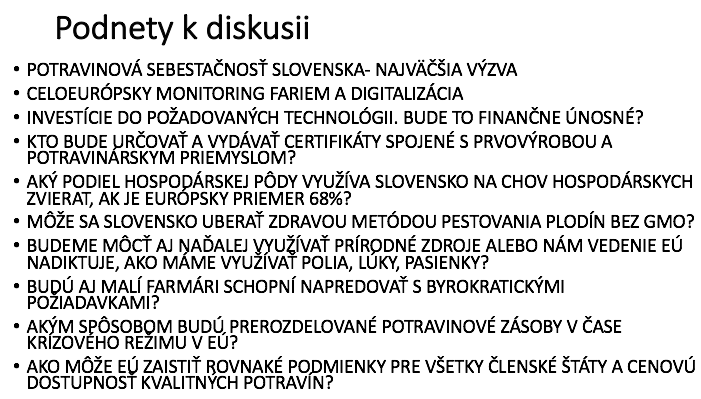 Podnety k diskusii
• POTRAVINOVÁ SEBESTAČNOSŤ SLOVENSKA- NAJVÄČŠIA VÝZVA
• CELOEURÓPSKY MONITORING FARIEM A DIGITALIZÁCIA
• INVESTÍCIE DO POŽADOVANÝCH TECHNOLÓGII. BUDE TO FINANČNE ÚNOSNÉ?
• KTO BUDE URČOVAŤ A VYDÁVAŤ CERTIFIKÁTY SPOJENÉ S PRVOVÝROBOU A
POTRAVINÁRSKYM PRIEMYSLOM?
• AKÝ PODIEL HOSPODÁRSKEJ PÔDY VYUŽÍVA SLOVENSKO NA CHOV HOSPODÁRSKYCH
ZVIERAT, AK JE EURÓPSKY PRIEMER 68%?
• MÔŽE SA SLOVENSKO UBERAŤ ZDRAVOU METÓDOU PESTOVANIA PLODÍN BEZ GMO?
• BUDEME MÔCŤ AJ NAĎALEJ VYUŽÍVAŤ PRÍRODNÉ ZDROJE ALEBO NÁM VEDENIE EÚ
NADIKTUJE, AKO MÁME VYUŽÍVAŤ POLIA, LÚKY, PASIENKY?
• BUDÚ AJ MALÍ FARMÁRI SCHOPNÍ NAPREDOVAŤ S BYROKRATICKÝMI
POŽIADAVKAMI?
• AKÝM SPÔSOBOM BUDÚ PREROZDELOVANÉ POTRAVINOVÉ ZÁSOBY V ČASE
KRÍZOVÉHO REŽIMU V EÚ?
• AKO MÔŽE EÚ ZAISTIŤ ROVNAKÉ PODMIENKY PRE VŠETKY ČLENSKÉ ŠTÁTY A CENOVÚ
DOSTUPNOSŤ KVALITNÝCH POTRAVÍN?